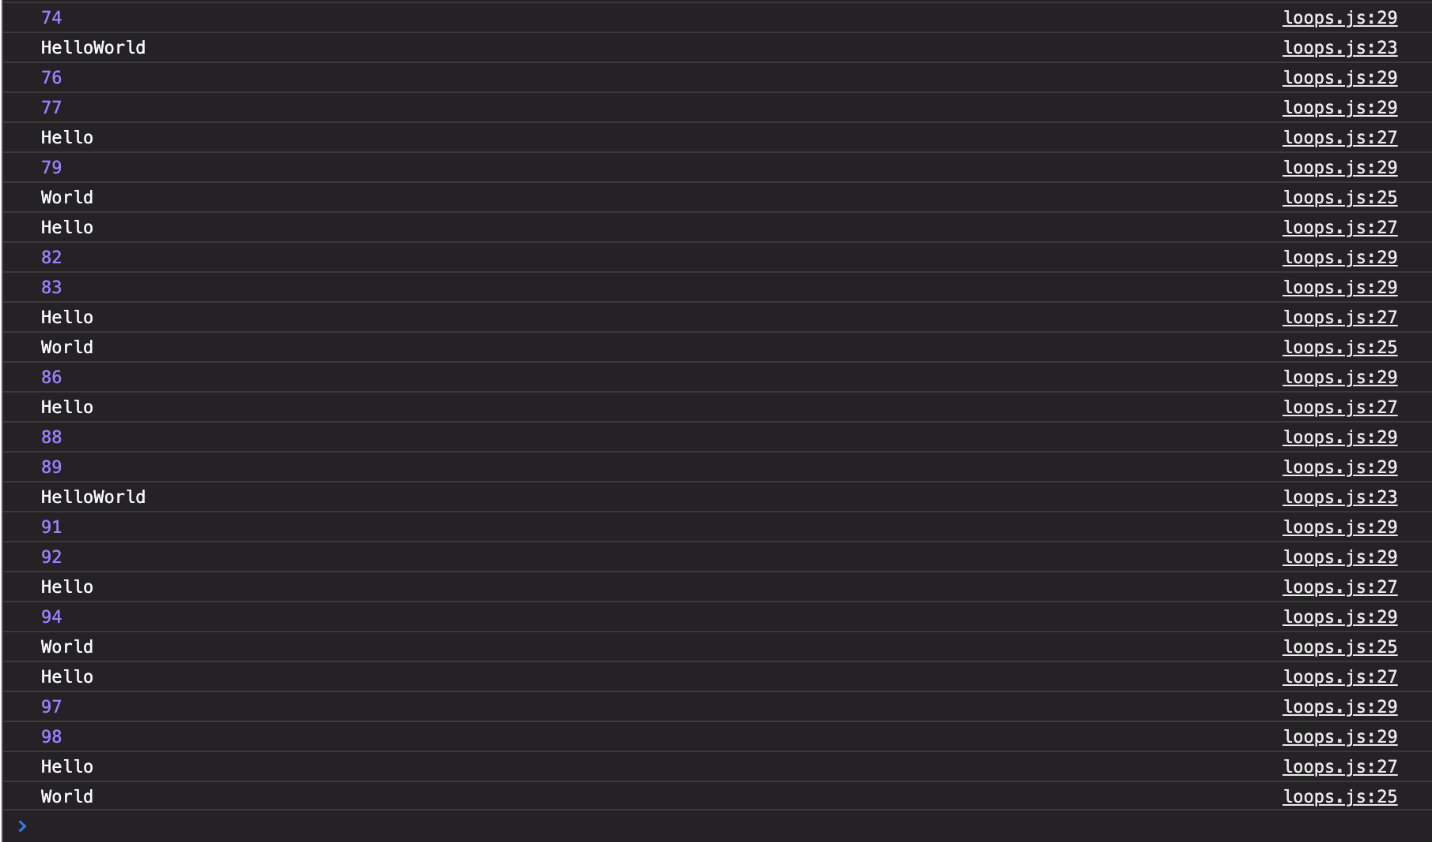 74 loops.js:29
HelloWorld loops.js:23
76 loops.js:29
77 loops.js:29
Hello loops.js:27
79 loops.js:29
World loops.js:25
Hello loops.js:27
82 loops.js:29
83 loops.js:29
Hello loops.js:27
World loops.js:25
86 loops.js:29
Hello loops.js:27
88 loops.js:29
89 loops.js:29
HelloWorld loops.js:23
91 loops.js:29
92 loops.js:29
Hello loops.js:27
94 loops.js:29
World loops.js:25
Hello loops.js:27
97 loops.js:29
98 loops.js:29
Hello loops.js:27
World loops.js:25